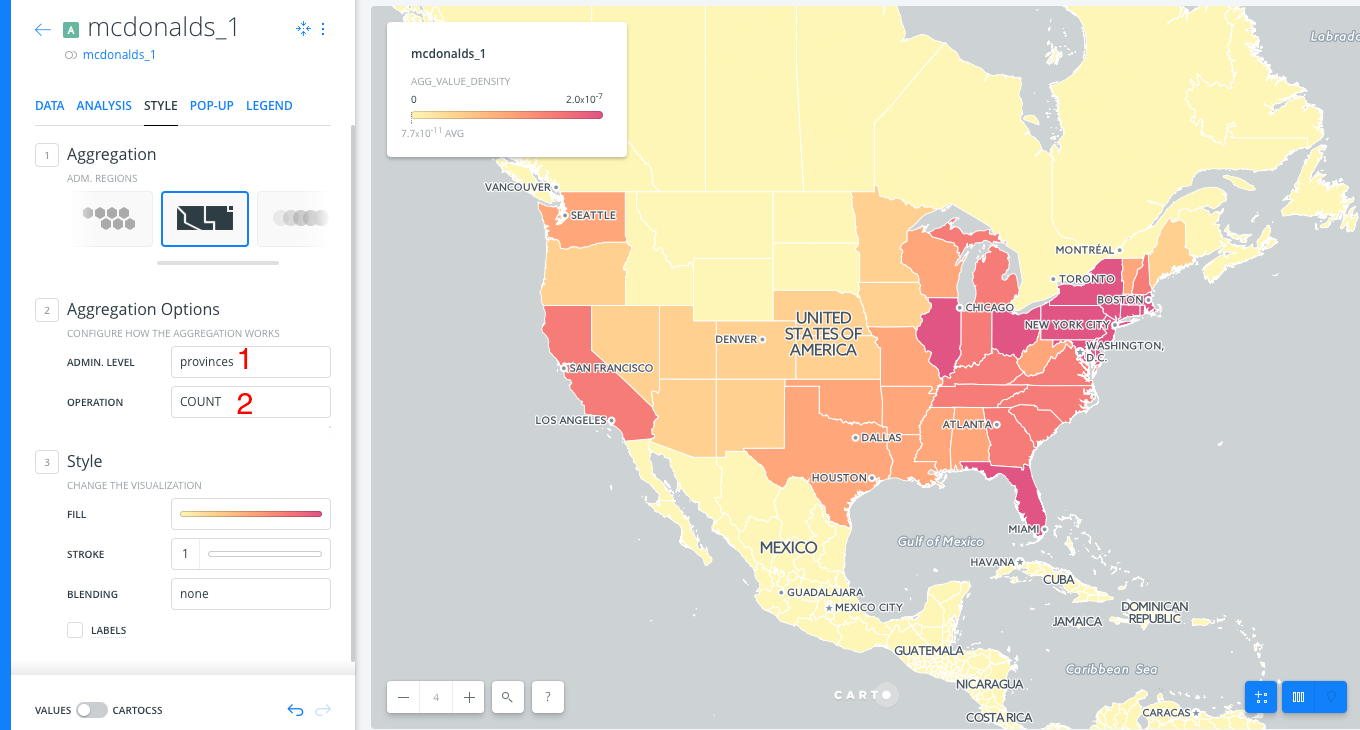 A mcdonalds_1
mcdonalds_1
DATA ANALYSIS STYLE POP-UP LEGEND
1 Aggregation
ADM. REGIONS
2 Aggregation Options
CONFIGURE HOW THE AGGREGATION WORKS
ADMIN. LEVEL provinces 1
OPERATION COUNT 2
3 Style
CHANGE THE VISUALIZATION
FILL
STROKE 1
BLENDING none
LABELS
VALUES CARTOCSS
mcdonalds_1
AGG_VALUE_DENSITY
0 2.0x10-7
7.7x10-11 AVG
Labrado
VANCOUVER
SEATTLE
MONTRÉAL
TORONTO
BOSTON
CHICAGO
NEW YORK CITY
UNITED
STATES OF
AMERICA
DENVER
WASHINGTON,
D.C.
SAN FRANCISCO
LOS ANGELES
ATLANTA
DALLAS
HOUSTON
MIAMI
Gulf of Mexico
MEXICO
HAVANA
CUBA
GUADALAJARA
MEXICO CITY
DOMINICAN
REPUBLIC
JAMAICA
GUATEMALA
Caribbean Sea
NICARAGUA
COSTA RICA
CARACAS
4
?
CARTO